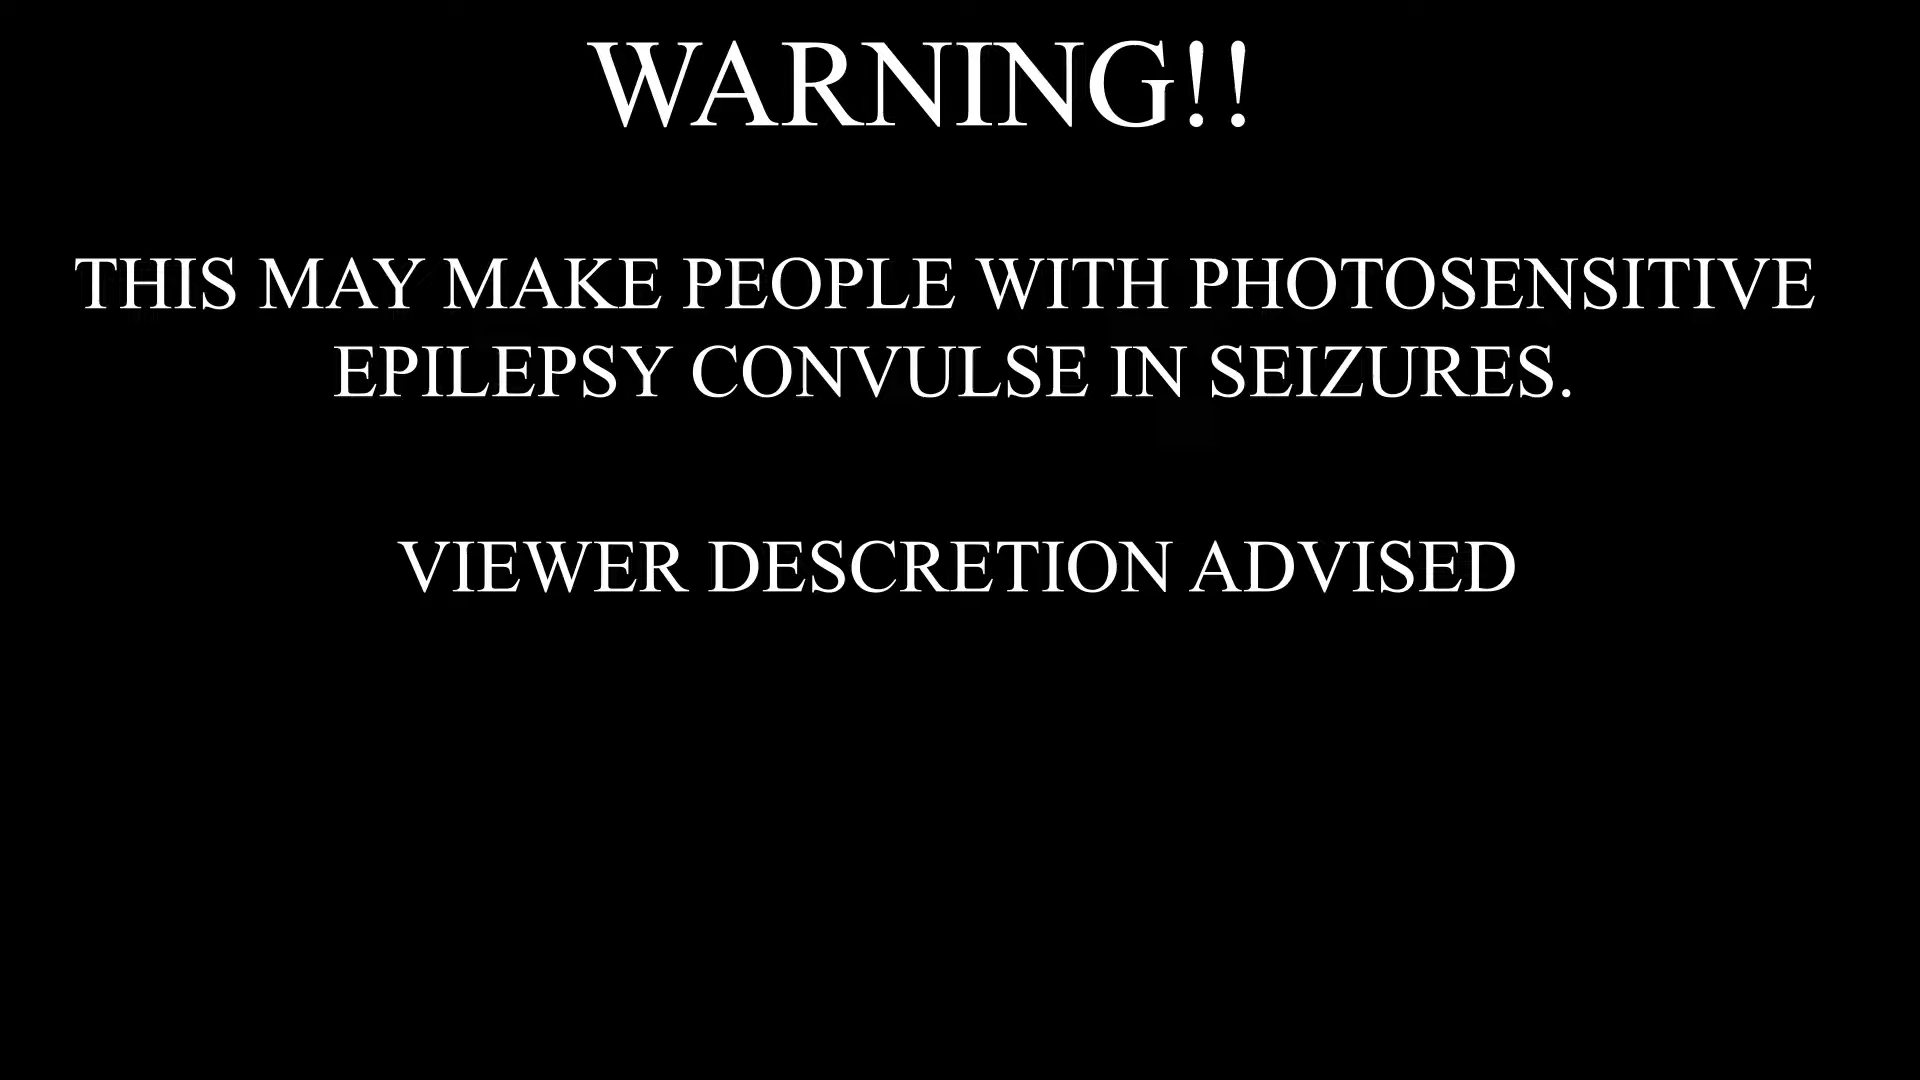 WARNING!!
THIS MAY MAKE PEOPLE WITH PHOTOSENSITIVE
EPILEPSY CONVULSE IN SEIZURES.
VIEWER DESCRETION ADVISED